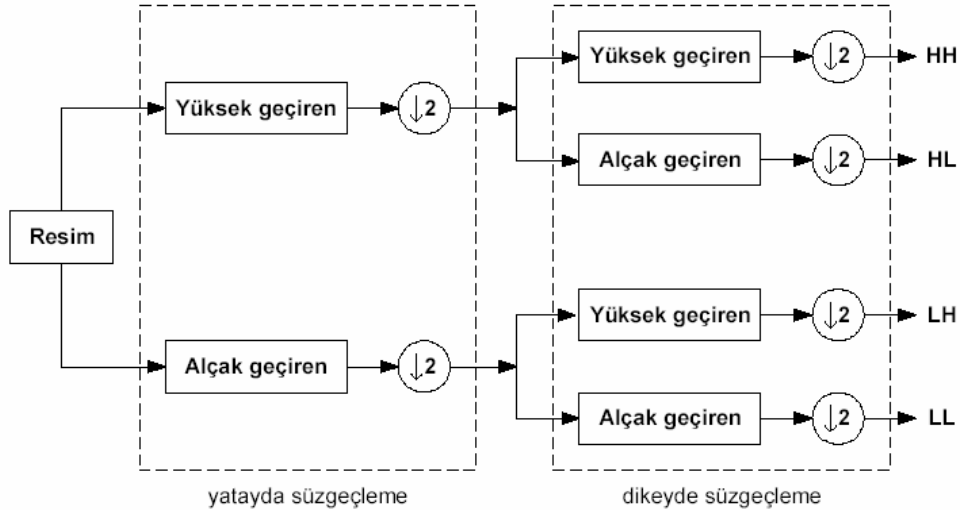 Yüksek geçiren
↓2
HH
Yüksek geçiren
↓2
Alçak geçiren
↓2
HL
Resim
Yüksek geçiren
↓2
LH
Alçak geçiren
↓2
Alçak geçiren
↓2
LL
yatayda süzgeçleme
dikeyde süzgeçleme